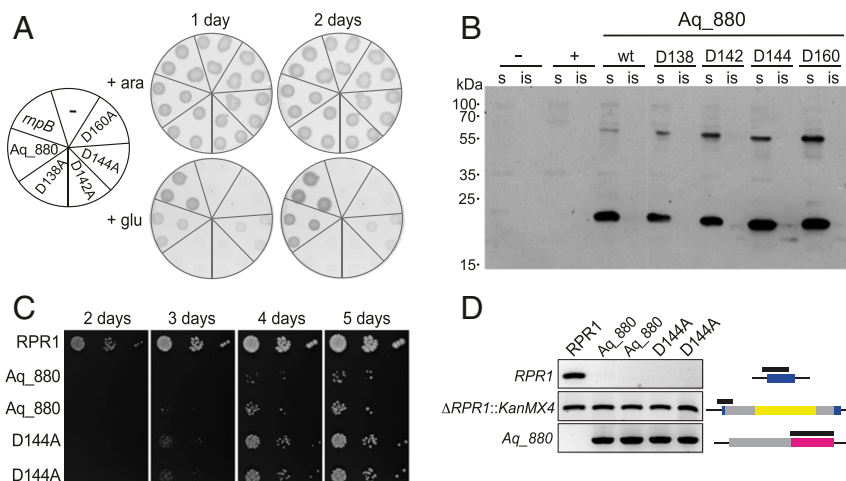 A
1 day 2 days
+ ara
+ glu
rnpB
-
D160A
D144A
D142A
D138A
Aq_880
B
Aq_880
- + wt D138 D142 D144 D160
s is s is s is s is s is s is s is
kDa
100
70
55
35
25
15
C
2 days 3 days 4 days 5 days
RPR1
Aq_880
Aq_880
D144A
D144A
D
RPR1 Aq_880 Aq_880 D144A D144A
RPR1
ΔRPR1::KanMX4
Aq_880